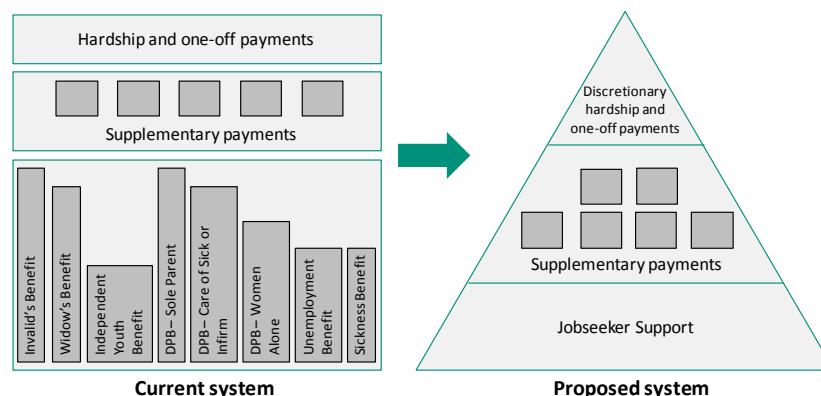 Hardship and one-off payments
Supplementary payments
Invalid's Benefit
Widow's Benefit
Independent
Youth
Benefit
DPB – Sole Parent
DPB – Care of Sick or
Infirm
DPB – Women
Alone
Unemployment
Benefit
Sickness Benefit
Current system
Discretionary
hardship and
one-off payments
Supplementary payments
Jobseeker Support
Proposed system